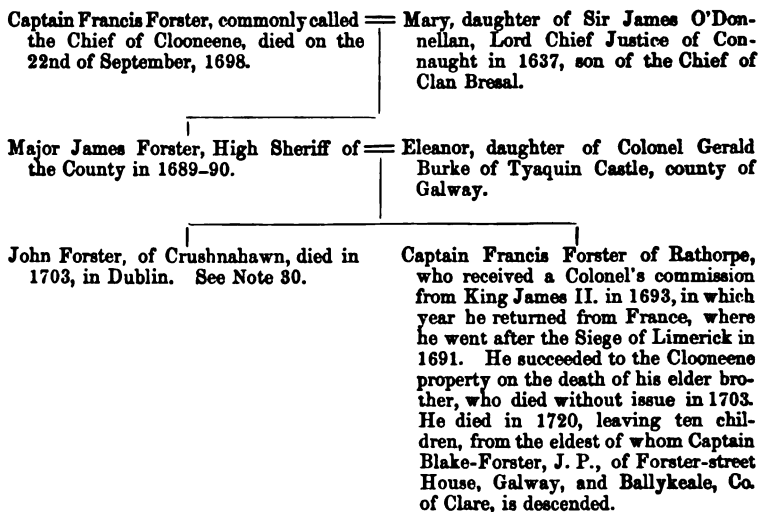 Captain Francis Forster, commonly called
the Chief of Clooneene, died on the
22nd of September, 1698.
Mary, daughter of Sir James O'Don-
nellan, Lord Chief Justice of Con-
naught in 1637, son of the Chief of
Clan Bresal.
Major James Forster, High Sheriff of
the County in 1689–90.
Eleanor, daughter of Colonel Gerald
Burke of Tyaquin Castle, county of
Galway.
John Forster, of Crushnahawn, died in
1703, in Dublin. See Note 30.
Captain Francis Forster of Rathorpe,
who received a Colonel's commission
from King James II. in 1693, in which
year he returned from France, where
he went after the Siege of Limerick in
1691. He succeeded to the Clooneene
property on the death of his elder bro-
ther, who died without issue in 1703.
He died in 1720, leaving ten chil-
dren, from the eldest of whom Captain
Blake-Forster, J. P., of Forster-street
House, Galway, and Ballykeale, Co.
of Clare, is descended.